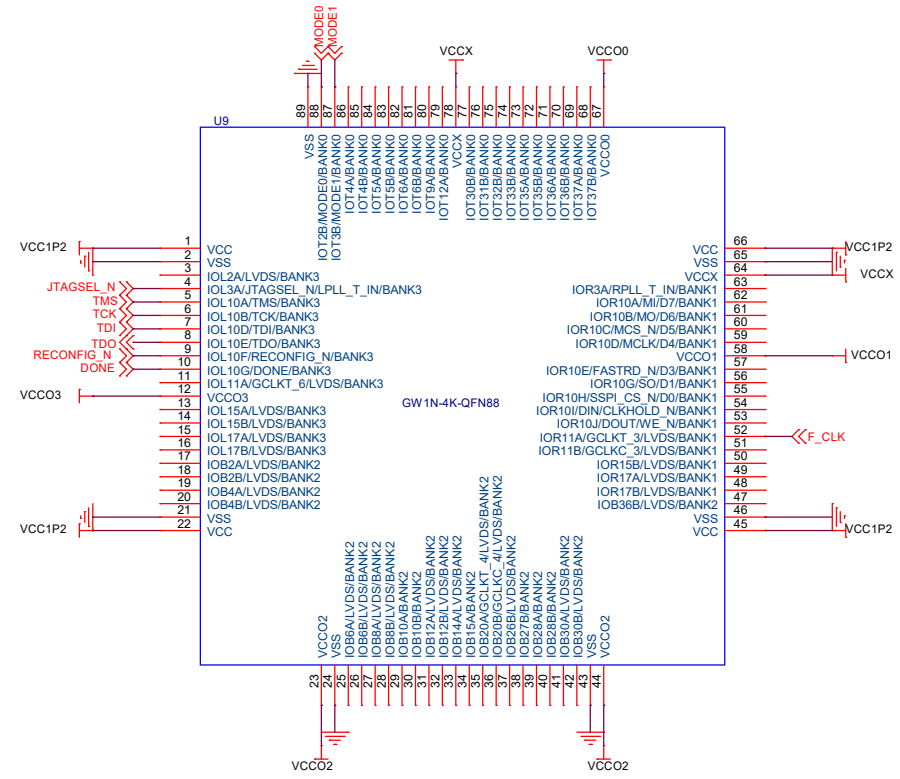 MODE0
MODE1
VCCX
VCCO0
89
88
87
86
85
84
83
82
81
80
79
78
77
76
75
74
73
72
71
70
69
68
67
U9
VSS
IOT2B/MODE0/BANK0
IOT3B/MODE1/BANK0
IOT4A/BANK0
IOT4B/BANK0
IOT5A/BANK0
IOT5B/BANK0
IOT6A/BANK0
IOT6B/BANK0
IOT9A/BANK0
IOT12A/BANK0
VCCX
IOT30B/BANK0
IOT31B/BANK0
IOT32B/BANK0
IOT33B/BANK0
IOT35A/BANK0
IOT35B/BANK0
IOT36A/BANK0
IOT36B/BANK0
IOT37A/BANK0
IOT37B/BANK0
VCCO0
VCC1P2 1 VCC
2 VSS
3 IOL2A/LVDS/BANK3
JTAGSEL_N 4 IOL3A/JTAGSEL_N/LPLL_T_IN/BANK3
TMS 5 IOL10A/TMS/BANK3
TCK 6 IOL10B/TCK/BANK3
TDI 7 IOL10D/TDI/BANK3
TDO 8 IOL10E/TDO/BANK3
RECONFIG_N 9 IOL10F/RECONFIG_N/BANK3
DONE 10 IOL10G/DONE/BANK3
11 IOL11A/GCLKT_6/LVDS/BANK3
VCCO3 12 VCCO3
13 IOL15A/LVDS/BANK3
14 IOL15B/LVDS/BANK3
15 IOL17A/LVDS/BANK3
16 IOL17B/LVDS/BANK3
17 IOB2A/LVDS/BANK2
18 IOB2B/LVDS/BANK2
19 IOB4A/LVDS/BANK2
20 IOB4B/LVDS/BANK2
21 VSS
VCC1P2 22 VCC
GW1N-4K-QFN88
VCC 66 VCC1P2
VSS 65
VCCX 64 VCCX
IOR3A/RPLL_T_IN/BANK1 63
IOR10A/MI/D7/BANK1 62
IOR10B/MO/D6/BANK1 61
IOR10C/MCS_N/D5/BANK1 60
IOR10D/MCLK/D4/BANK1 59
VCCO1 58 VCCO1
IOR10E/FASTRD_N/D3/BANK1 57
IOR10G/SO/D1/BANK1 56
IOR10H/SSPI_CS_N/D0/BANK1 55
IOR10I/DIN/CLKHOLD_N/BANK1 54
IOR10J/DOUT/WE_N/BANK1 53
IOR11A/GCLKT_3/LVDS/BANK1 52 F_CLK
IOR11B/GCLKC_3/LVDS/BANK1 51
IOR15B/LVDS/BANK1 50
IOR17A/LVDS/BANK1 49
IOR17B/LVDS/BANK1 48
IOB36B/LVDS/BANK2 47
VSS 46
VCC 45 VCC1P2
VCCO2
VSS
IOB6A/LVDS/BANK2
IOB6B/LVDS/BANK2
IOB8A/LVDS/BANK2
IOB8B/LVDS/BANK2
IOB10A/BANK2
IOB10B/BANK2
IOB12A/LVDS/BANK2
IOB12B/LVDS/BANK2
IOB14A/LVDS/BANK2
IOB15A/BANK2
IOB20A/GCLKT_4/LVDS/BANK2
IOB20B/GCLKC_4/LVDS/BANK2
IOB26B/LVDS/BANK2
IOB27B/BANK2
IOB28A/BANK2
IOB28B/BANK2
IOB30A/LVDS/BANK2
IOB30B/LVDS/BANK2
VSS
VCCO2
23
24
25
26
27
28
29
30
31
32
33
34
35
36
37
38
39
40
41
42
43
44
VCCO2
VCCO2